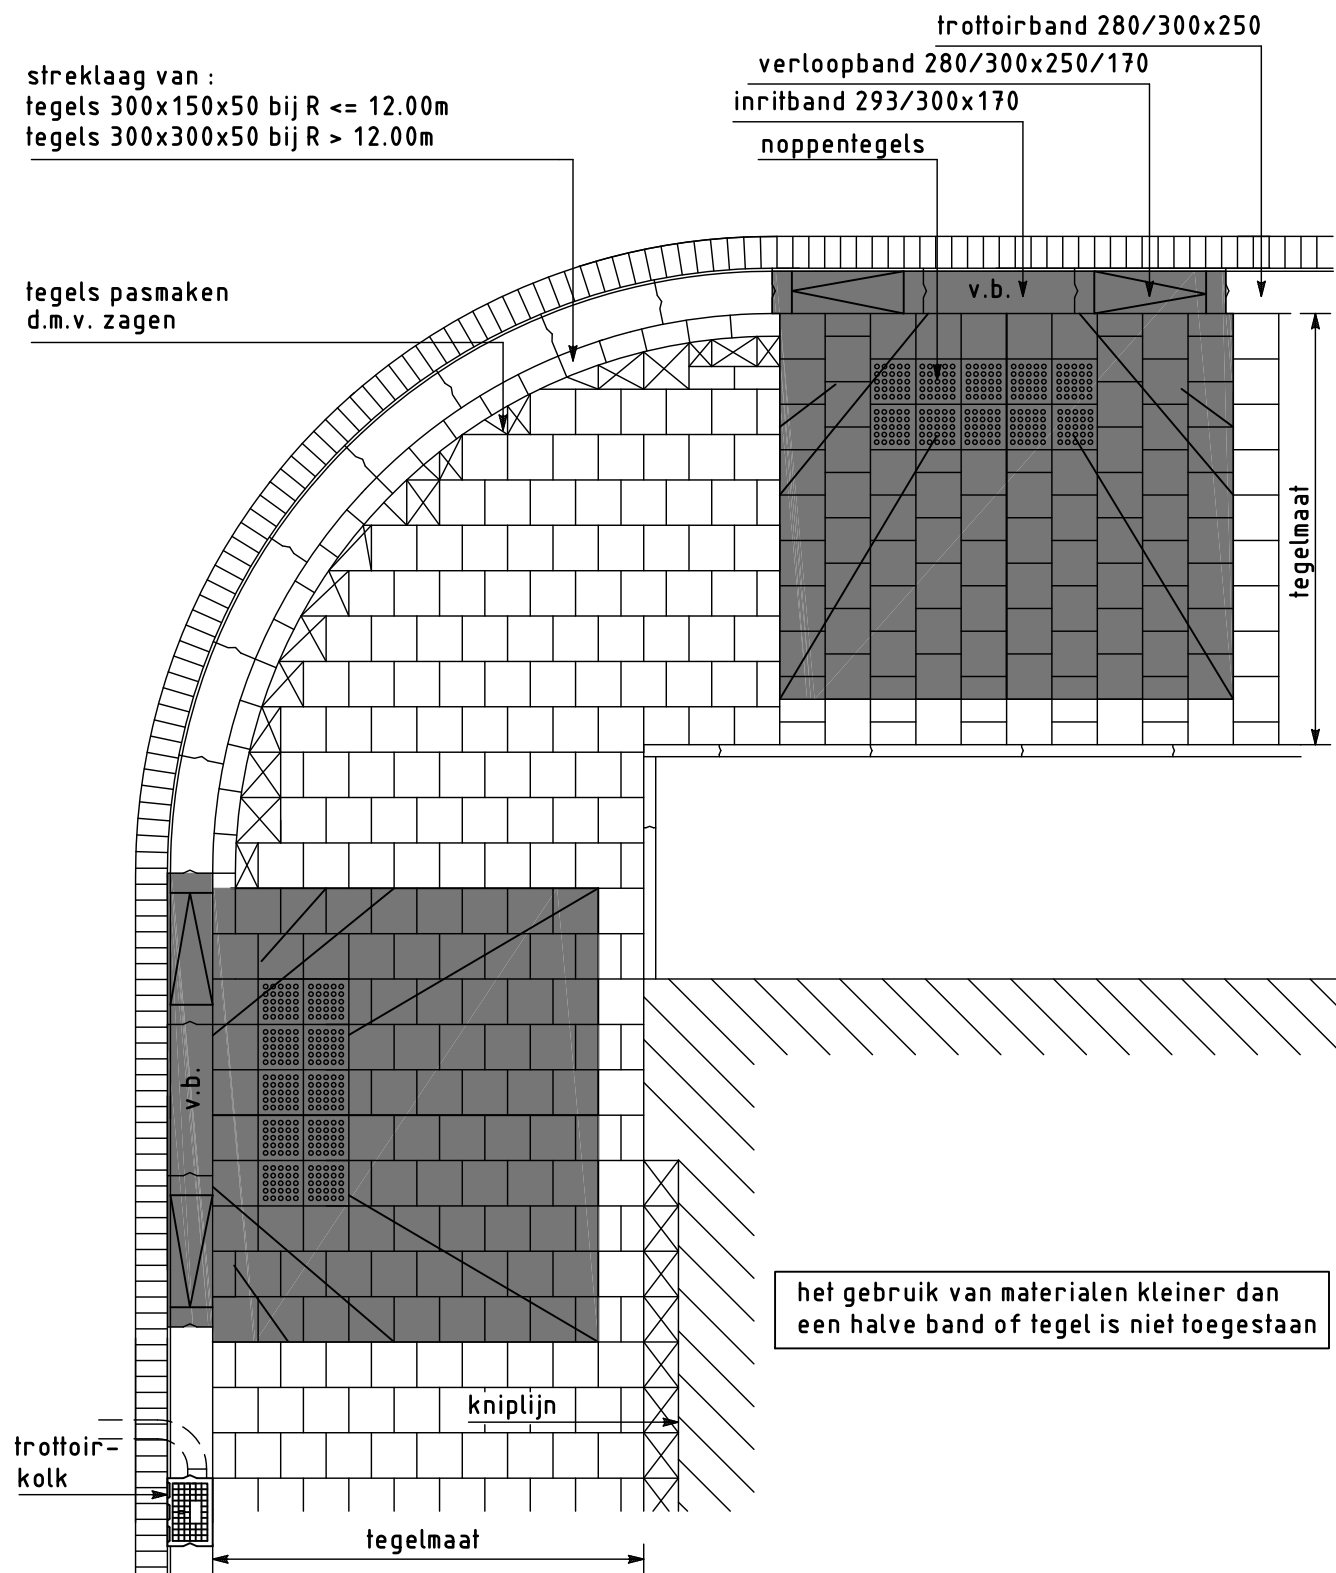 trottoirband 280/300x250
verloopband 280/300x250/170
inritband 293/300x170
noppentegels
streklaag van :
tegels 300x150x50 bij R <= 12.00m
tegels 300x300x50 bij R > 12.00m
tegels pasmaken
d.m.v. zagen
v.b.
tegelmaat
v.b.
het gebruik van materialen kleiner dan
een halve band of tegel is niet toegestaan
kniplijn
trottoir-
kolk
tegelmaat